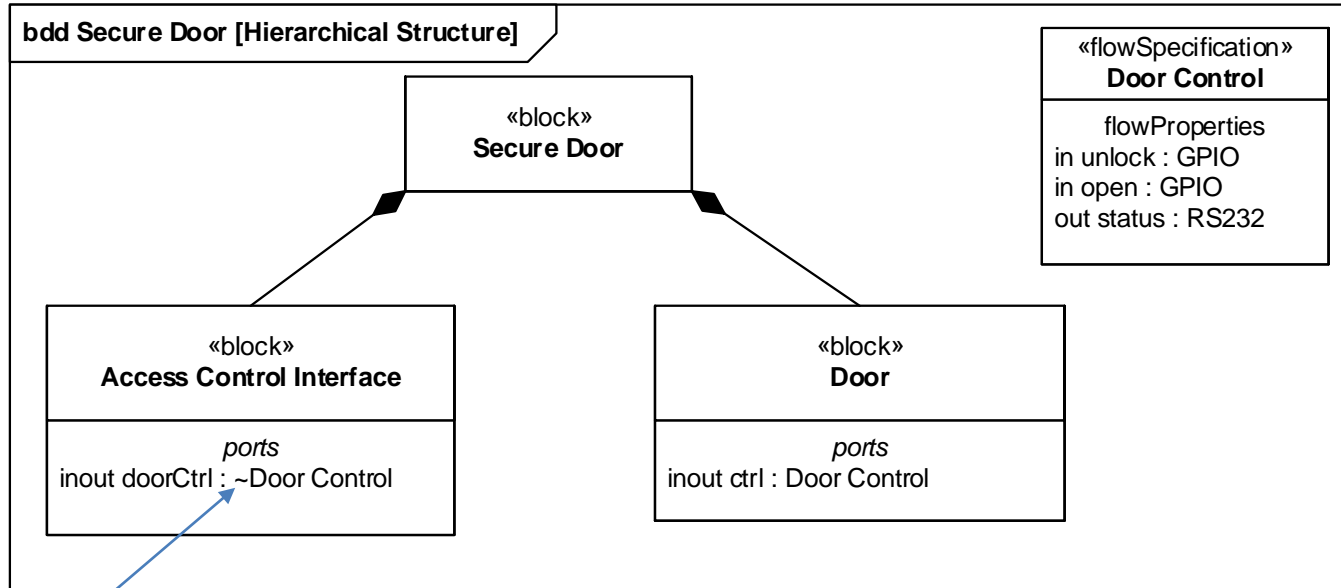 bdd Secure Door [Hierarchical Structure]
«flowSpecification»
Door Control
flowProperties
in unlock : GPIO
in open : GPIO
out status : RS232
«block»
Secure Door
«block»
Access Control Interface
ports
inout doorCtrl : ~Door Control
«block»
Door
ports
inout ctrl : Door Control